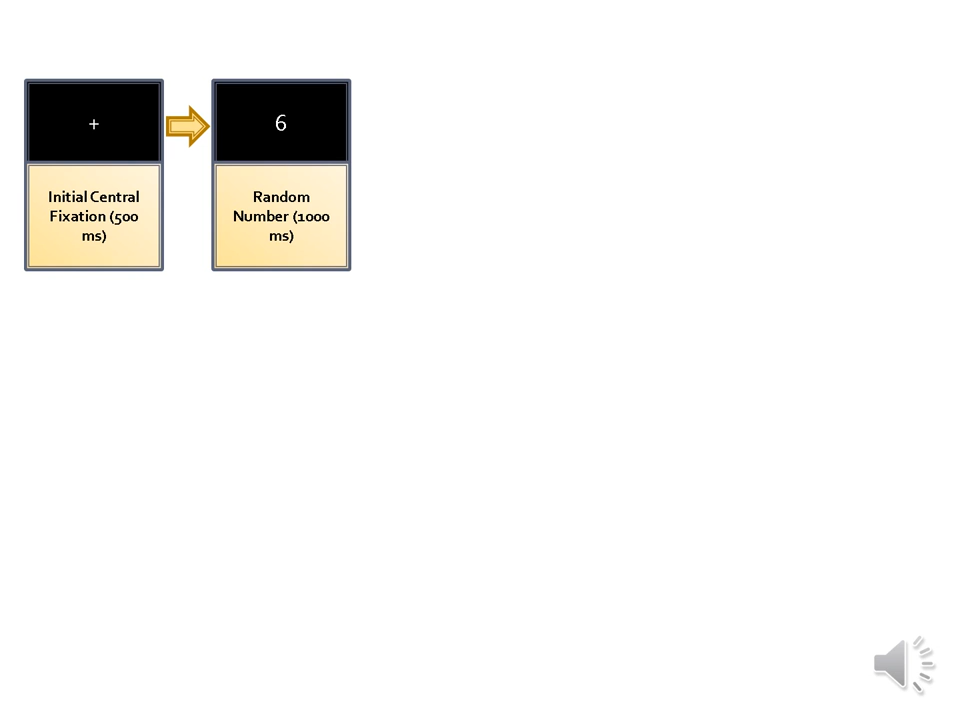 +
6
Initial Central
Fixation (500
ms)
Random
Number (1000
ms)